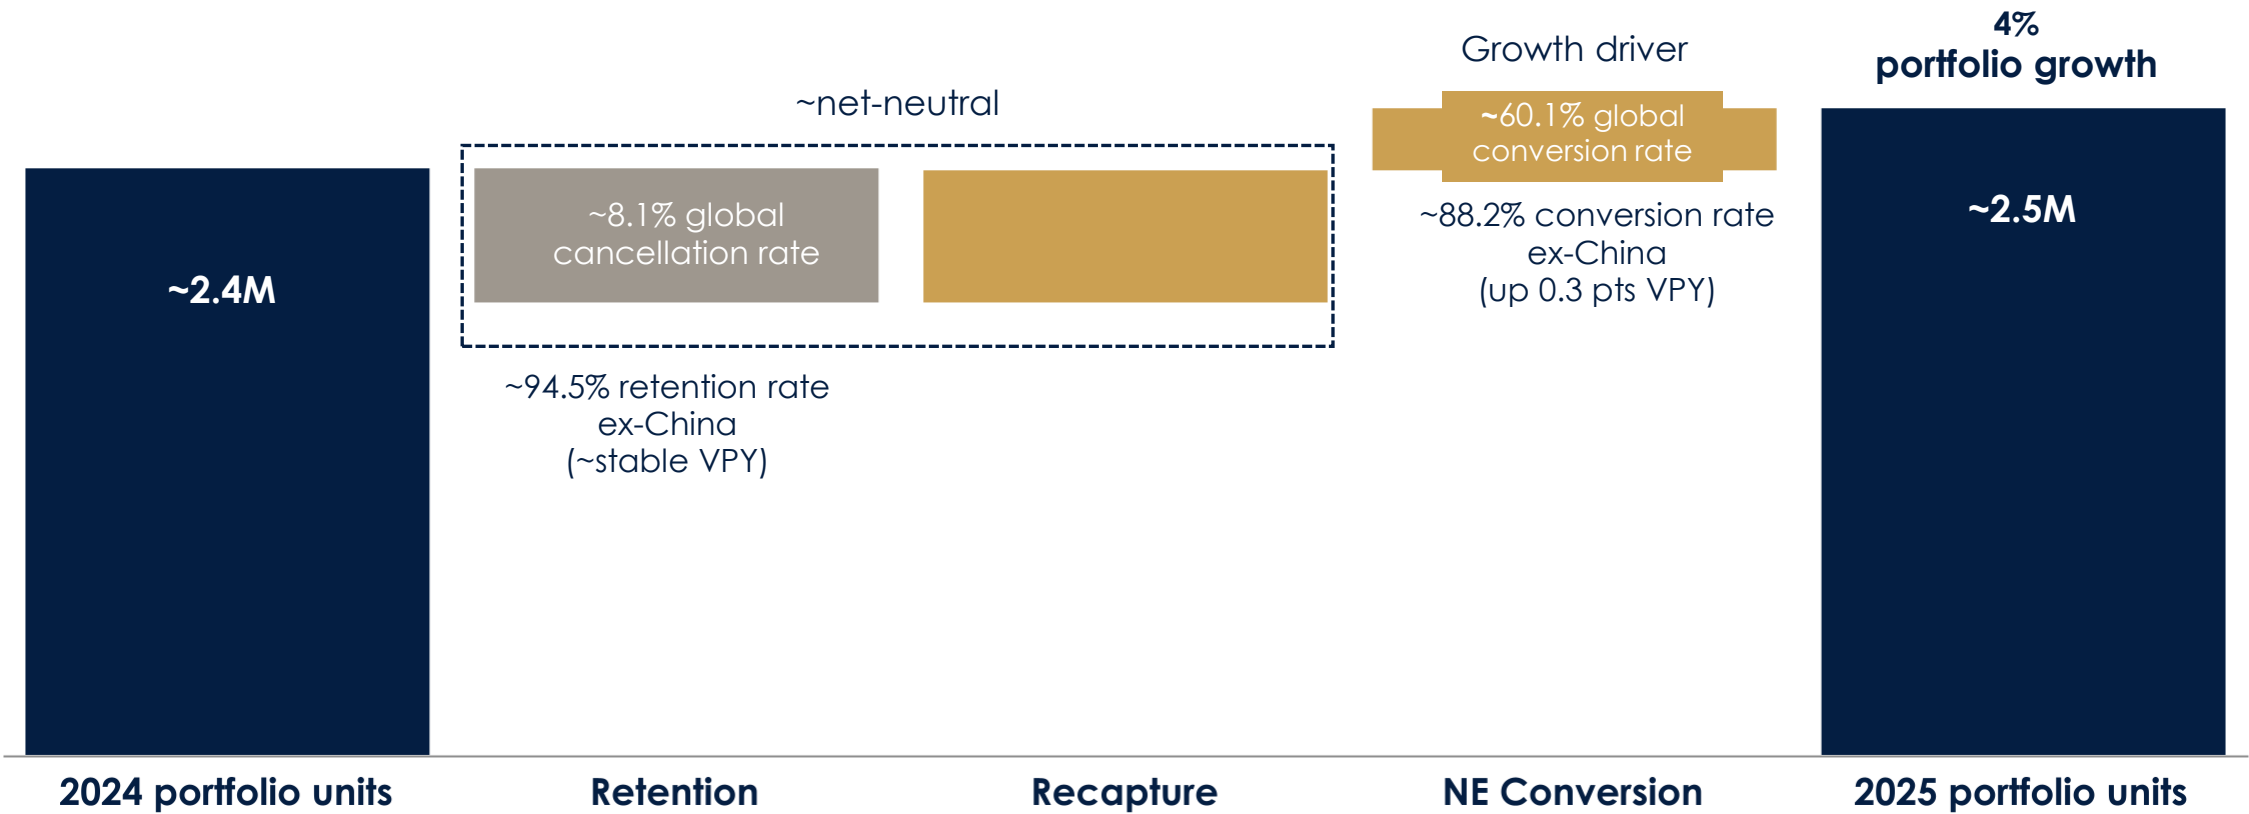 4%
portfolio growth
Growth driver
~net-neutral
~60.1% global
conversion rate
~8.1% global
cancellation rate
~88.2% conversion rate
ex-China
(up 0.3 pts VPY)
~2.4M
~2.5M
~94.5% retention rate
ex-China
(~stable VPY)
2024 portfolio units
Retention
Recapture
NE Conversion
2025 portfolio units